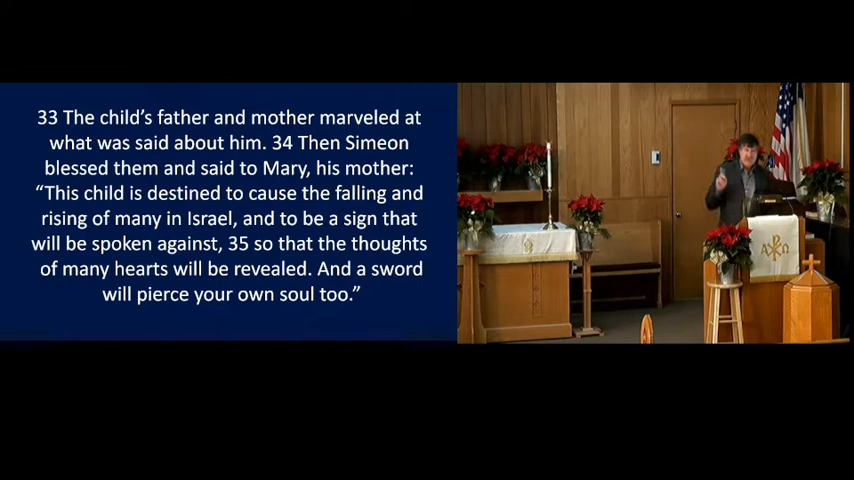 33 The child’s father and mother marveled at
what was said about him. 34 Then Simeon
blessed them and said to Mary, his mother:
“This child is destined to cause the falling and
rising of many in Israel, and to be a sign that
will be spoken against, 35 so that the thoughts
of many hearts will be revealed. And a sword
will pierce your own soul too.”
Α Ω